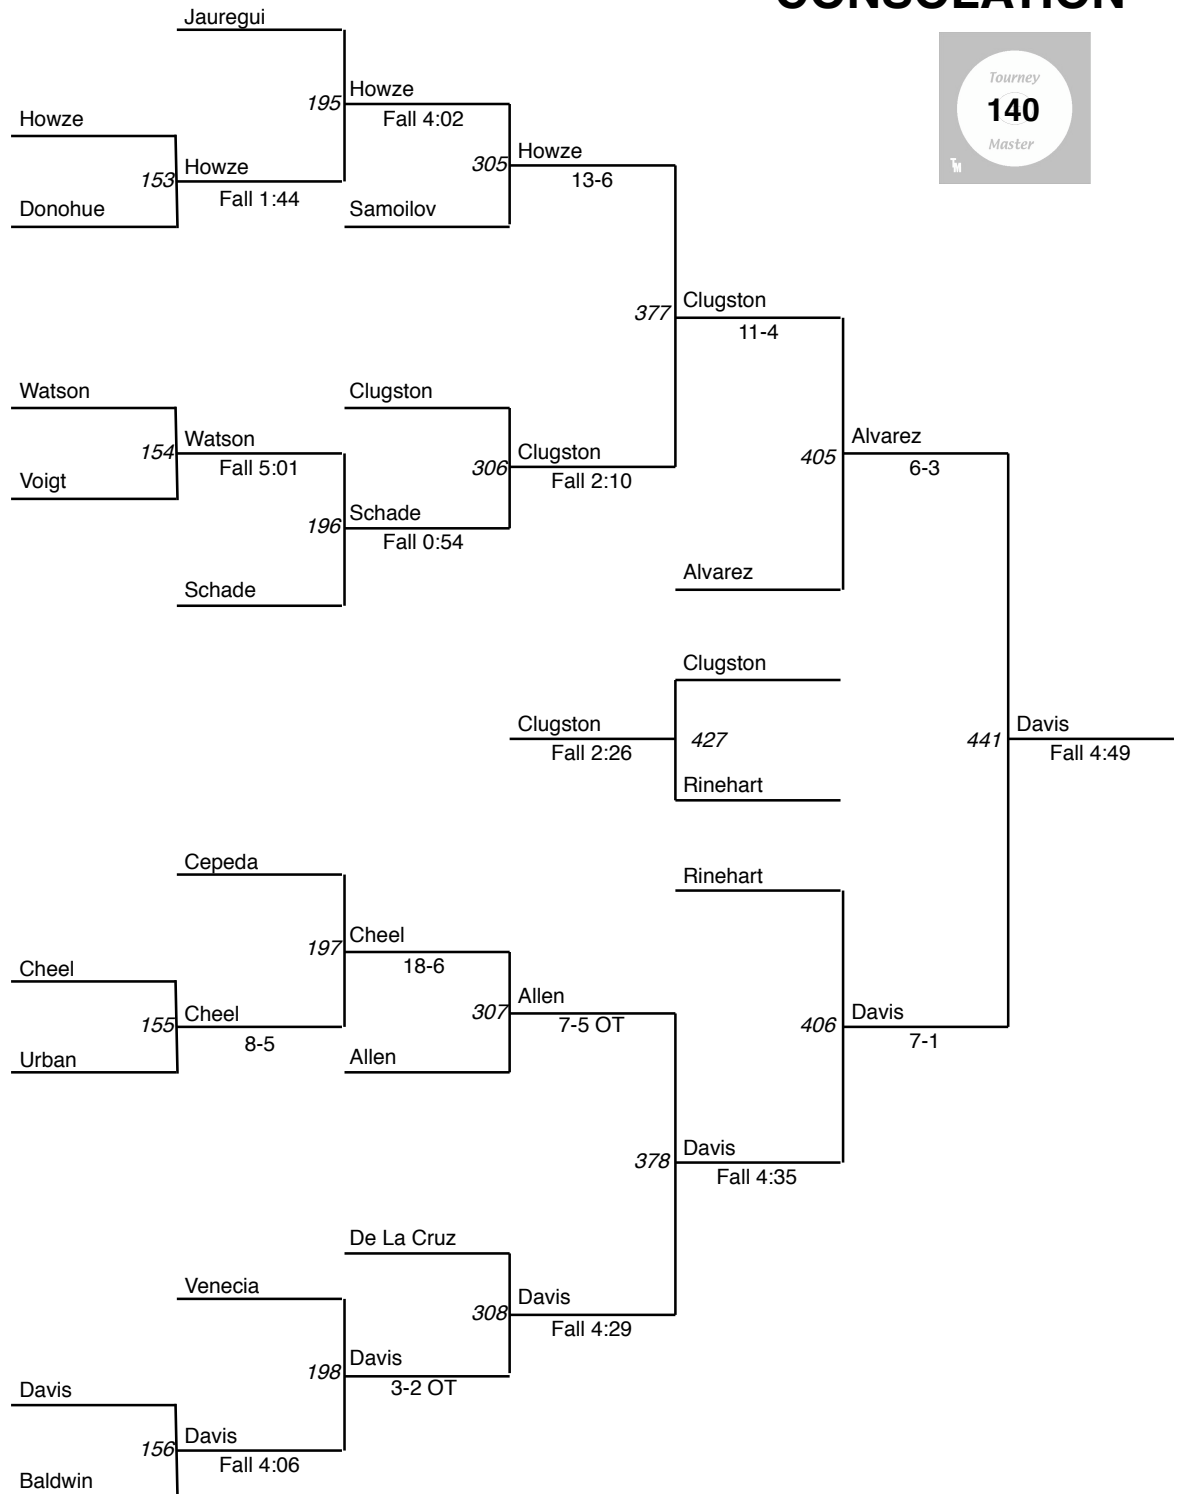 CONSOLATION
Jauregui
Tourney
140
Master
TM
195
Howze
Fall 4:02
Howze
305
Howze
13-6
153
Howze
Fall 1:44
Donohue
Samoilov
377
Clugston
11-4
Watson
Clugston
154
Watson
Fall 5:01
306
Clugston
Fall 2:10
405
Alvarez
6-3
Voigt
196
Schade
Fall 0:54
Schade
Alvarez
Clugston
Clugston
Fall 2:26
427
441
Davis
Fall 4:49
Rinehart
Cepeda
Rinehart
197
Cheel
18-6
Cheel
307
Allen
7-5 OT
155
Cheel
8-5
406
Davis
7-1
Urban
Allen
378
Davis
Fall 4:35
De La Cruz
Venecia
308
Davis
Fall 4:29
198
Davis
3-2 OT
Davis
156
Davis
Fall 4:06
Baldwin